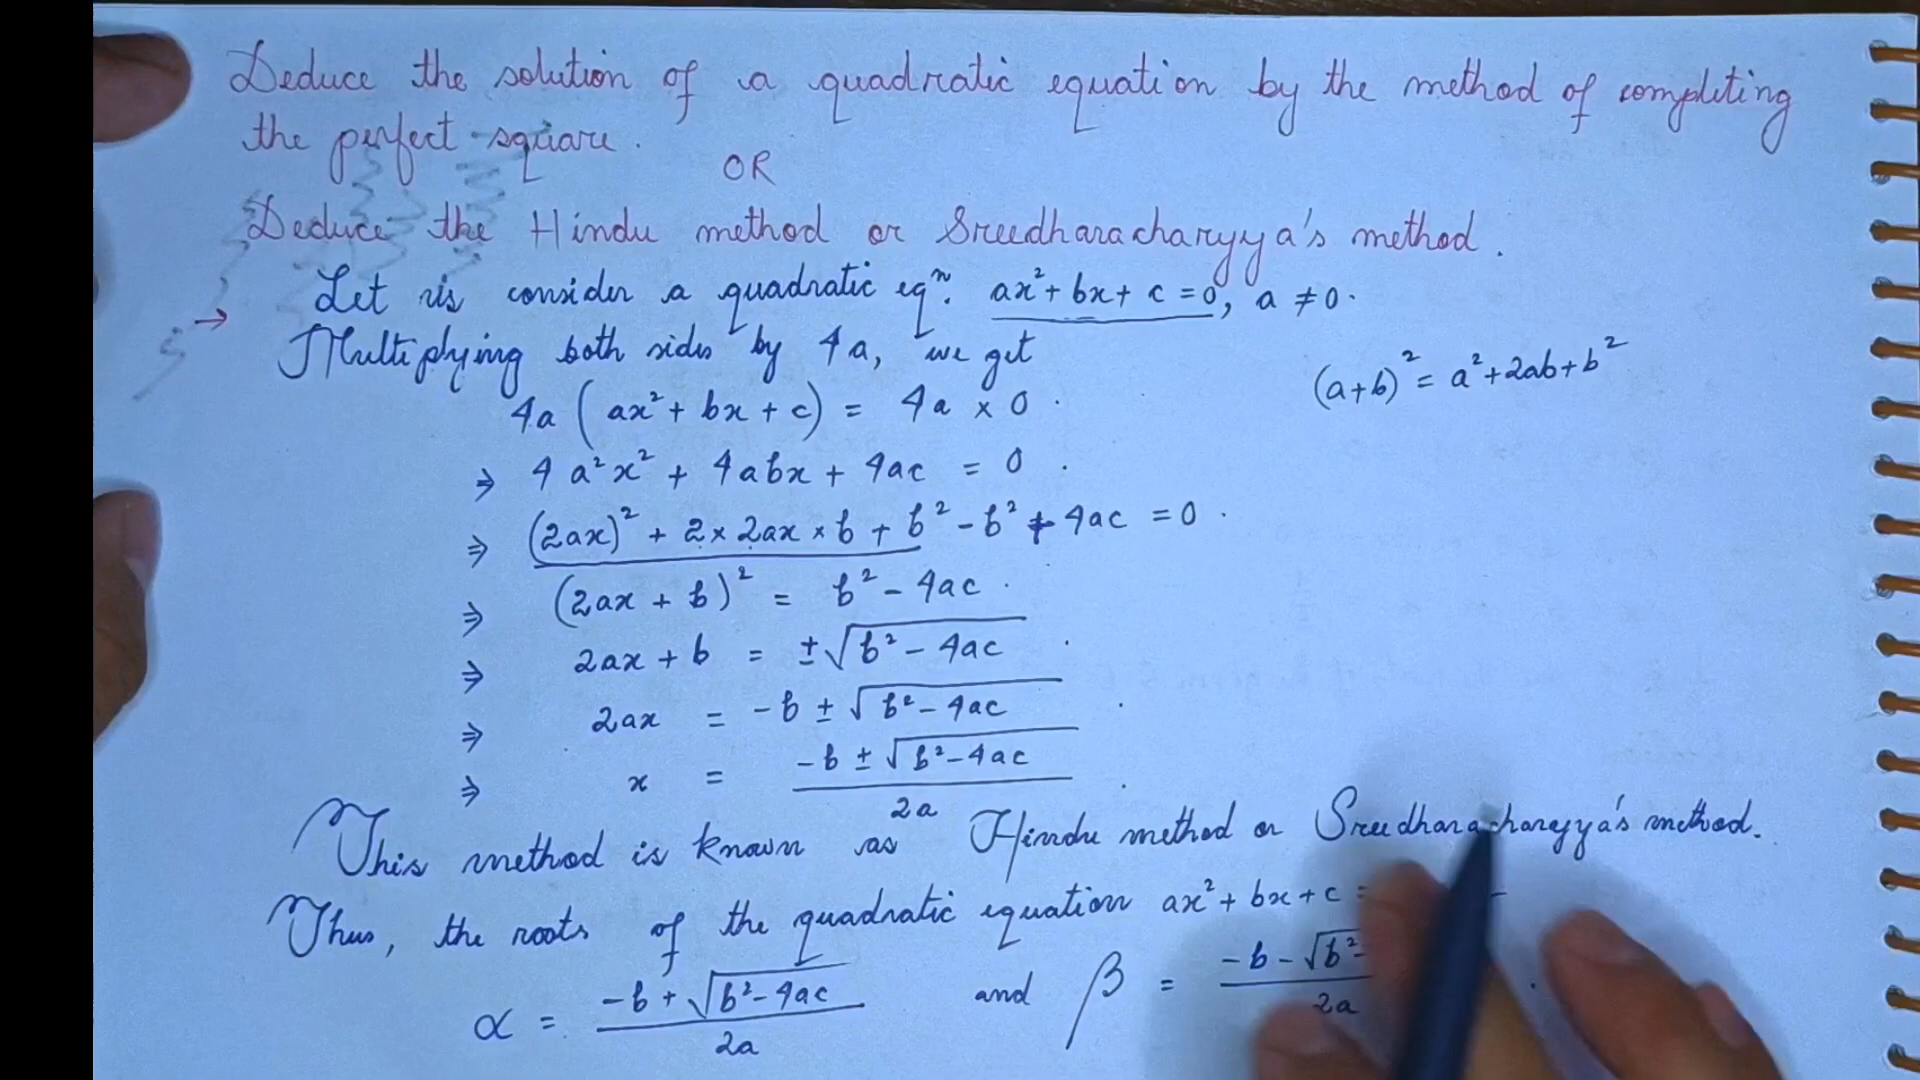 Deduce the solution of a quadratic equation by the method of completing
the perfect square.
OR
Deduce the Hindu method or Sreedharacharyya's method.
→ Let us consider a quadratic eqⁿ. ax² + bx + c = 0, a ≠ 0.
Multiplying both sides by 4a, we get
(a+b)² = a² + 2ab + b²
4a (ax² + bx + c) = 4a × 0.
⇒ 4a²x² + 4abx + 4ac = 0.
⇒ (2ax)² + 2 × 2ax × b + b² - b² + 4ac = 0.
⇒ (2ax + b)² = b² - 4ac.
⇒ 2ax + b = ±√(b² - 4ac).
⇒ 2ax = -b ± √(b² - 4ac).
⇒ x = (-b ± √(b² - 4ac)) / 2a.
This method is known as Hindu method or Sreedharacharyya's method.
Thus, the roots of the quadratic equation ax² + bx + c =
α = (-b + √(b² - 4ac)) / 2a and β = (-b - √b² - / 2a.